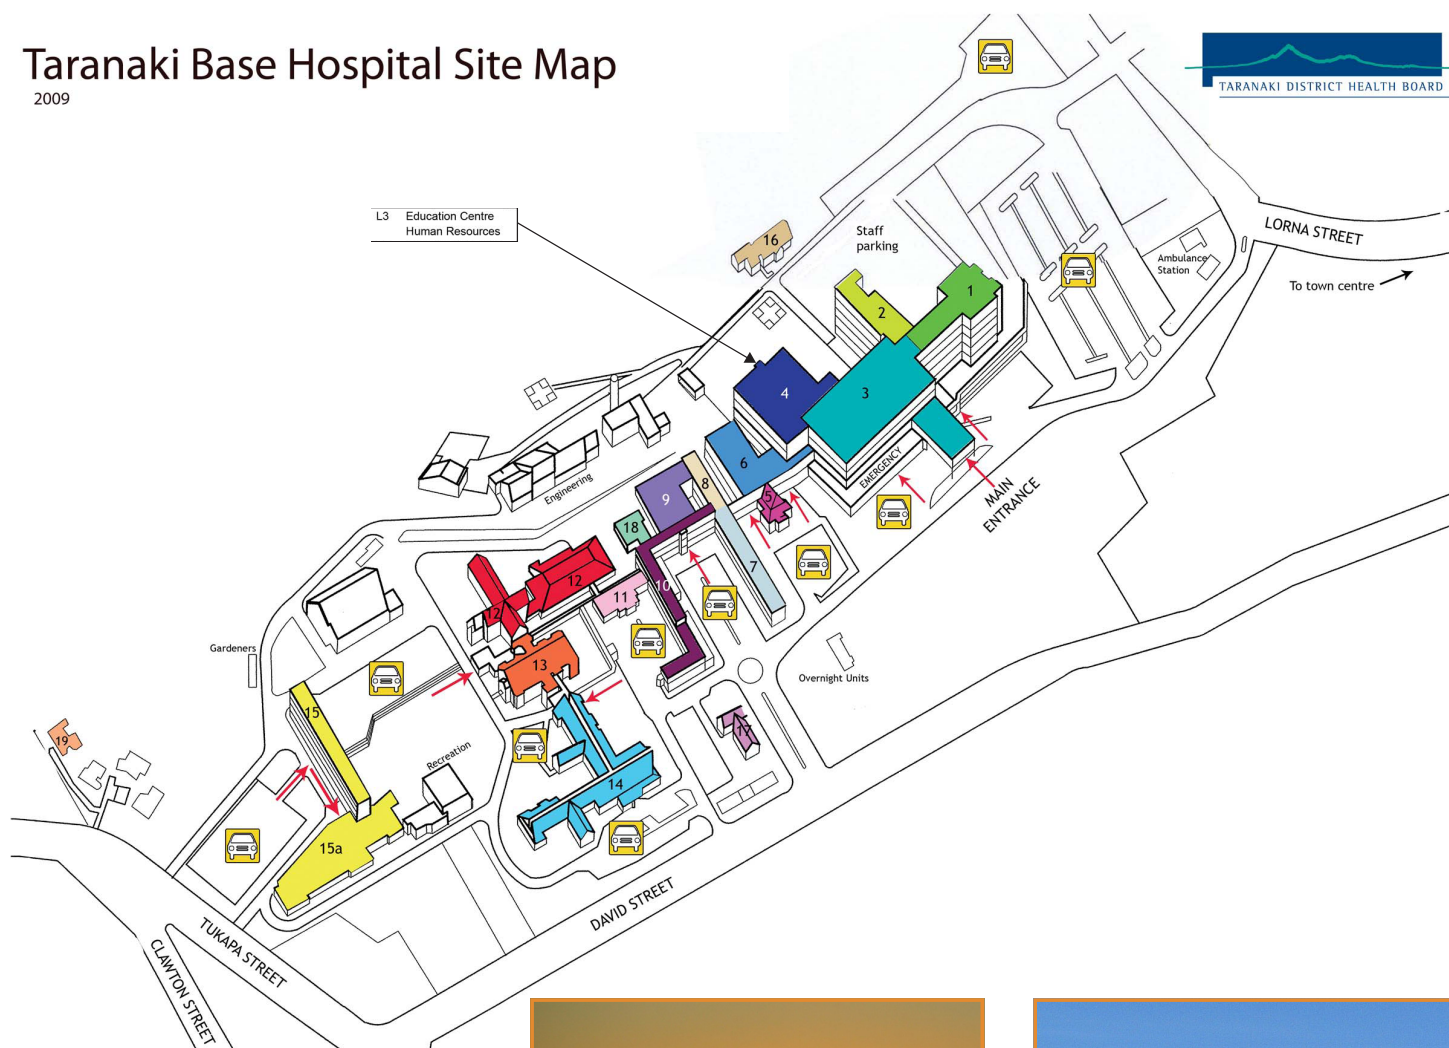 Taranaki Base Hospital Site Map
2009
TARANAKI DISTRICT HEALTH BOARD
L3 Education Centre
Human Resources
16
Staff
parking
LORNA STREET
Ambulance
Station
To town centre
1
2
3
4
EMERGENCY
MAIN
ENTRANCE
6
5
8
9
7
Engineering
18
10
12
12
11
13
Gardeners
Overnight Units
15
17
19
Recreation
14
15a
DAVID STREET
TUKAPA STREET
CLAWTON STREET